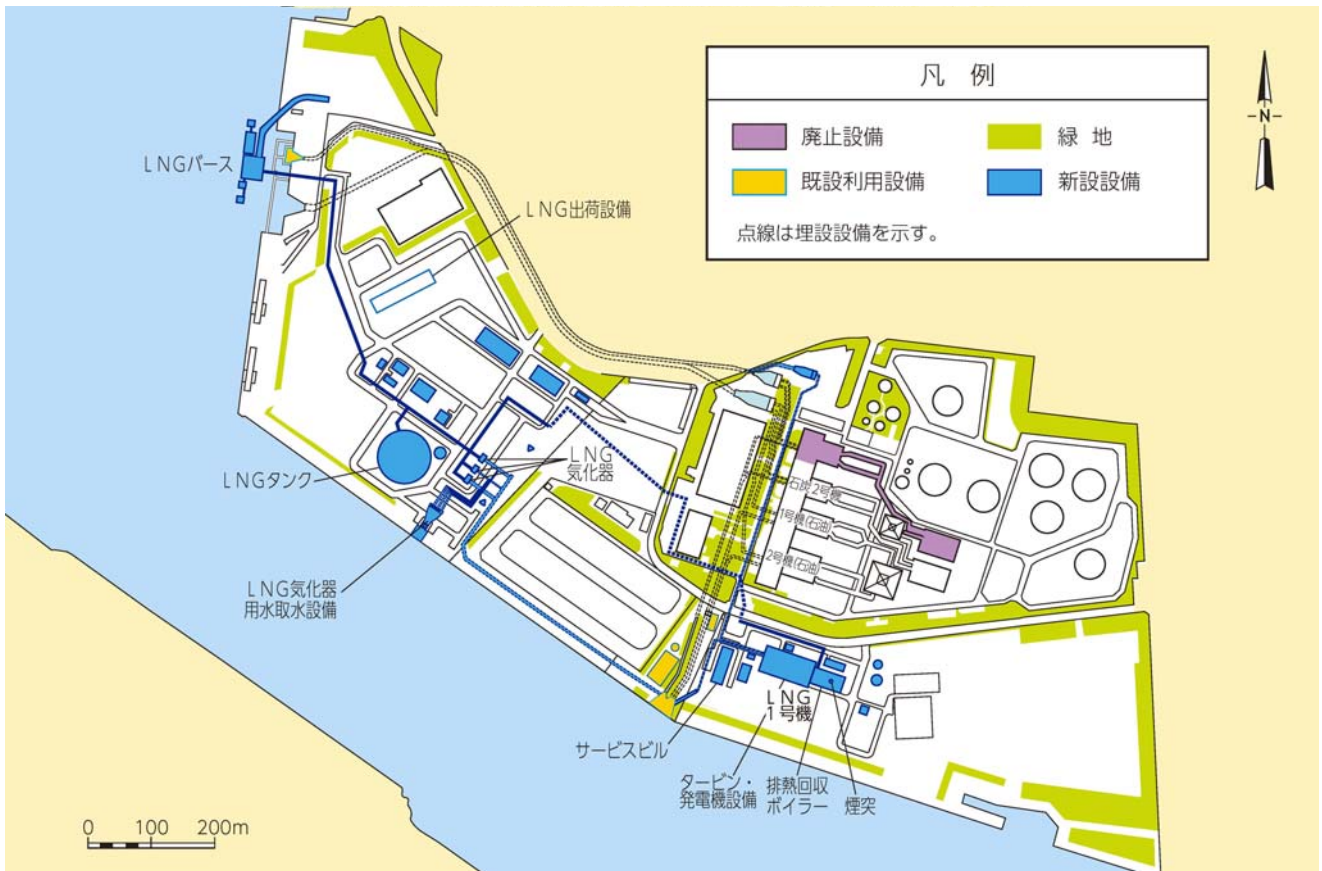 凡 例
廃止設備
緑 地
既設利用設備
新設設備
点線は埋設設備を示す。
N
LNGバース
LNG出荷設備
LNGタンク
LNG
気化器
LNG気化器
用水取水設備
石炭2号機
1号機(石油)
2号機(石油)
LNG
1号機
サービスビル
タービン・
発電機設備
排熱回収
ボイラー
煙突
0 100 200m